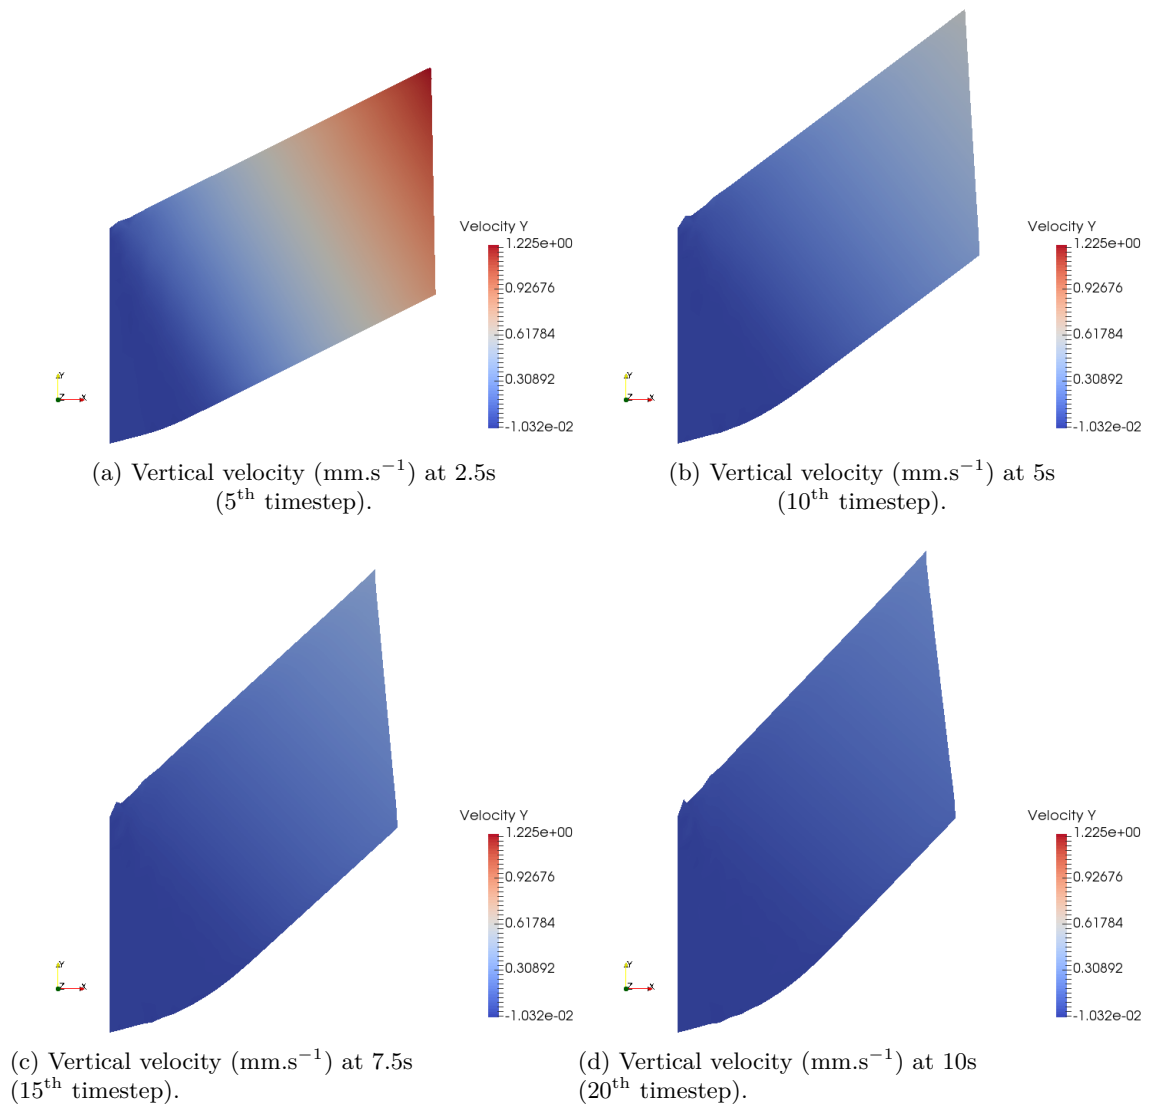 Velocity Y
1.225e+00
0.92676
0.61784
0.30892
-1.032e-02
Y
Z
X
(a) Vertical velocity (mm.s⁻¹) at 2.5s
(5ᵗʰ timestep).
Velocity Y
1.225e+00
0.92676
0.61784
0.30892
-1.032e-02
Y
Z
X
(b) Vertical velocity (mm.s⁻¹) at 5s
(10ᵗʰ timestep).
Velocity Y
1.225e+00
0.92676
0.61784
0.30892
-1.032e-02
Y
Z
X
(c) Vertical velocity (mm.s⁻¹) at 7.5s
(15ᵗʰ timestep).
Velocity Y
1.225e+00
0.92676
0.61784
0.30892
-1.032e-02
Y
Z
X
(d) Vertical velocity (mm.s⁻¹) at 10s
(20ᵗʰ timestep).